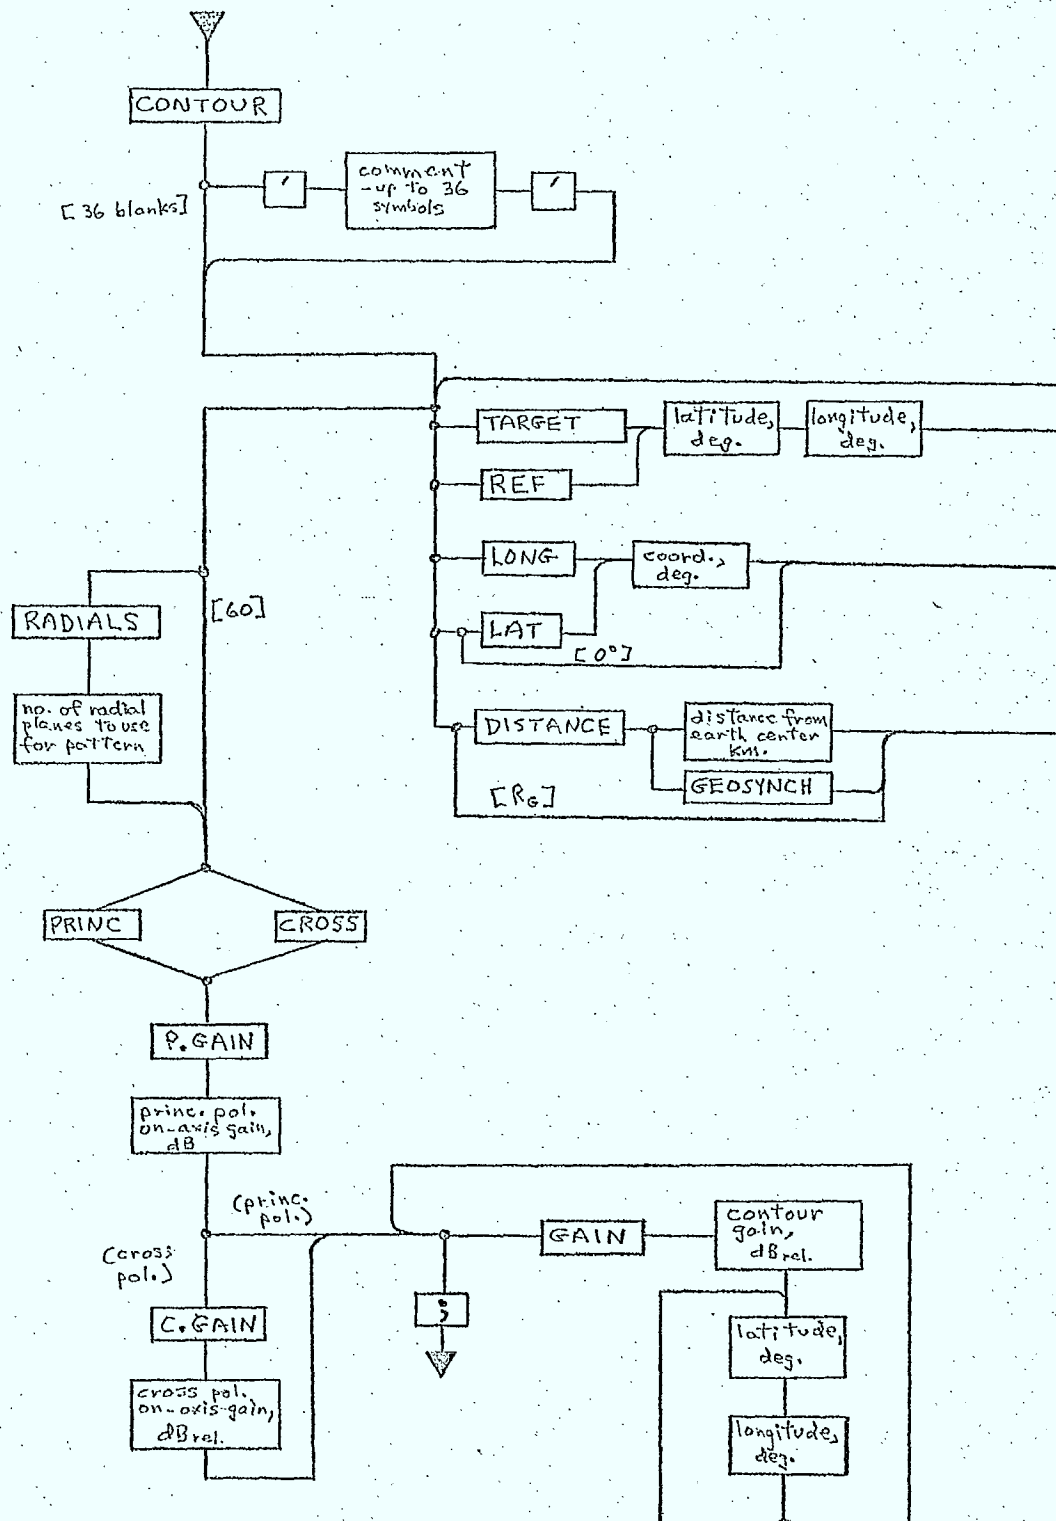 CONTOUR
[36 blanks]
'
comment
-up to 36
symbols
'
TARGET
latitude,
deg.
longitude,
deg.
REF
LONG
coord.,
deg.
LAT
[0°]
RADIALS
[60]
no. of radial
planes to use
for pattern
DISTANCE
distance from
earth center
kms.
GEOSYNCH
[RG]
PRINC
CROSS
P.GAIN
princ. pol.
on-axis gain,
dB
(princ.
pol.)
(cross
pol.)
GAIN
contour
gain,
dB rel.
;
C.GAIN
latitude,
deg.
cross pol.
on-axis-gain,
dB rel.
longitude,
deg.